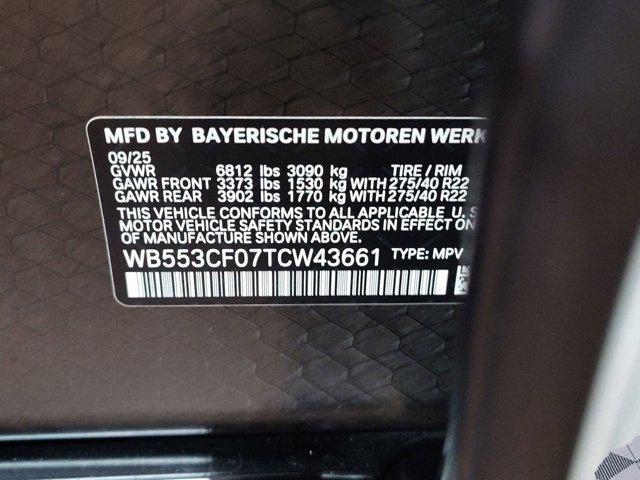 MFD BY BAYERISCHE MOTOREN WERK
09/25
GVWR 6812 lbs 3090 kg TIRE / RIM
GAWR FRONT 3373 lbs 1530 kg WITH 275/40 R22
GAWR REAR 3902 lbs 1770 kg WITH 275/40 R22
THIS VEHICLE CONFORMS TO ALL APPLICABLE U. S
MOTOR VEHICLE SAFETY STANDARDS IN EFFECT ON
OF MANUFACTURE.
WB553CF07TCW43661 TYPE: MPV